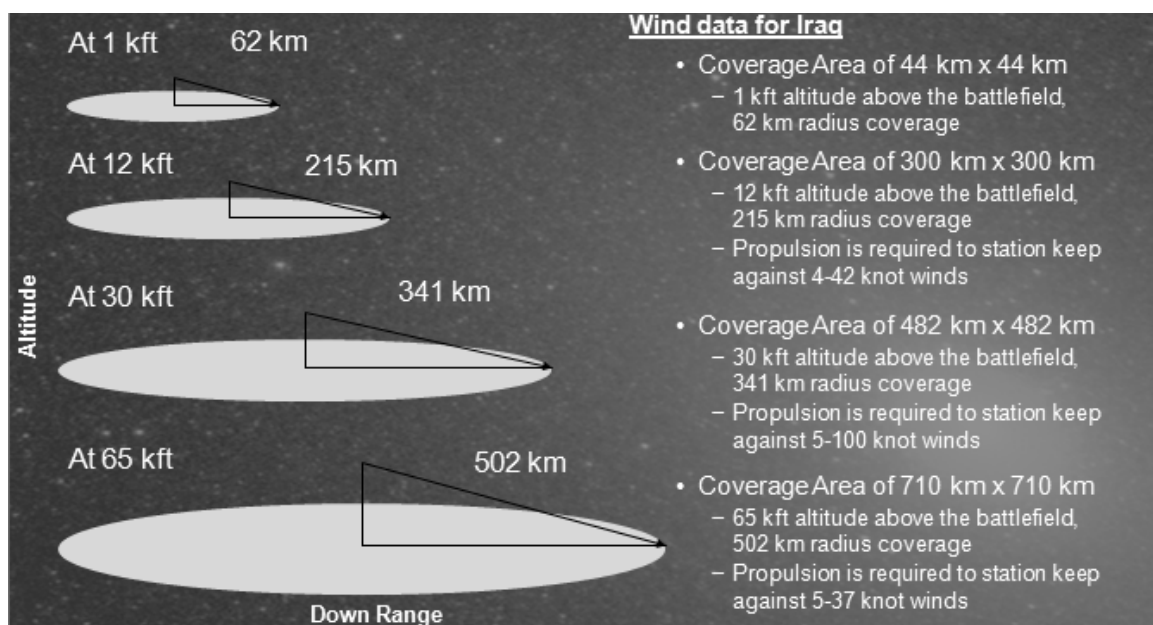 At 1 kft
62 km
At 12 kft
215 km
At 30 kft
341 km
At 65 kft
502 km
Altitude
Down Range
Wind data for Iraq
• Coverage Area of 44 km x 44 km
– 1 kft altitude above the battlefield,
62 km radius coverage
• Coverage Area of 300 km x 300 km
– 12 kft altitude above the battlefield,
215 km radius coverage
– Propulsion is required to station keep
against 4-42 knot winds
• Coverage Area of 482 km x 482 km
– 30 kft altitude above the battlefield,
341 km radius coverage
– Propulsion is required to station keep
against 5-100 knot winds
• Coverage Area of 710 km x 710 km
– 65 kft altitude above the battlefield,
502 km radius coverage
– Propulsion is required to station keep
against 5-37 knot winds